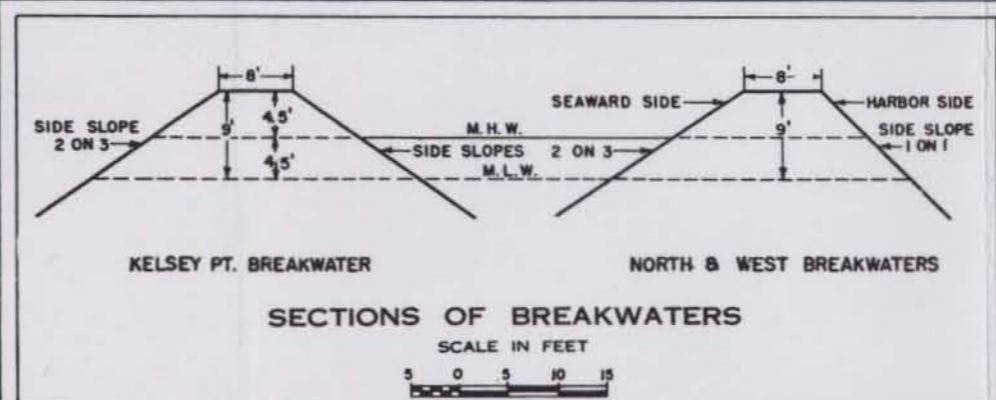 8'
8'
SEAWARD SIDE
HARBOR SIDE
SIDE SLOPE
2 ON 3
9'
4.5'
4.5'
M.H.W.
SIDE SLOPES 2 ON 3
M.L.W.
9'
SIDE SLOPE
1 ON 1
KELSEY PT. BREAKWATER
NORTH & WEST BREAKWATERS
SECTIONS OF BREAKWATERS
SCALE IN FEET
5 0 5 10 15